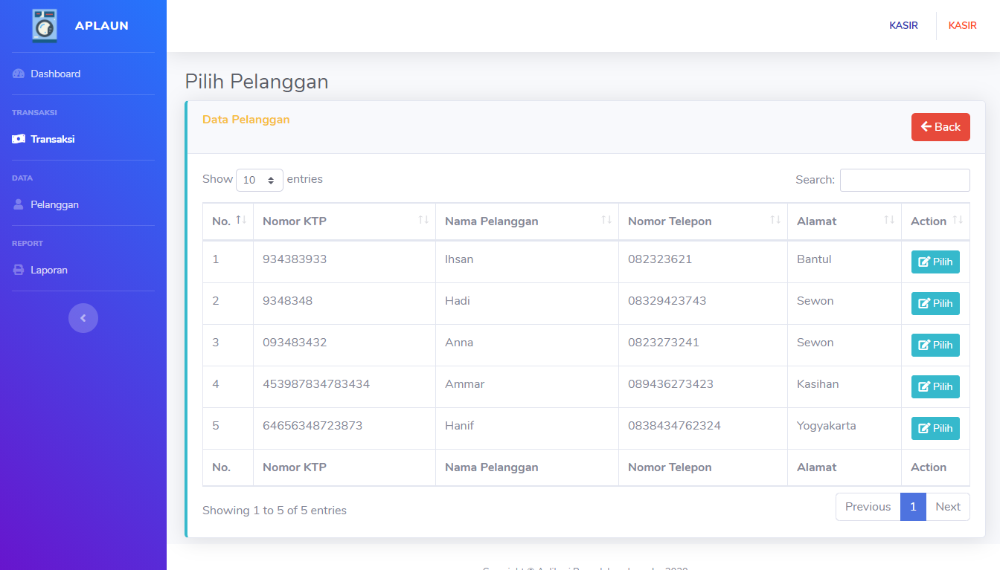 APLAUN
KASIR KASIR
Dashboard
TRANSAKSI
Transaksi
DATA
Pelanggan
REPORT
Laporan
Pilih Pelanggan
Data Pelanggan
Back
Show 10 entries Search:
No. Nomor KTP Nama Pelanggan Nomor Telepon Alamat Action
1 934383933 Ihsan 082323621 Bantul Pilih
2 9348348 Hadi 08329423743 Sewon Pilih
3 093483432 Anna 0823273241 Sewon Pilih
4 453987834783434 Ammar 089436273423 Kasihan Pilih
5 64656348723873 Hanif 0838434762324 Yogyakarta Pilih
No. Nomor KTP Nama Pelanggan Nomor Telepon Alamat Action
Showing 1 to 5 of 5 entries Previous 1 Next